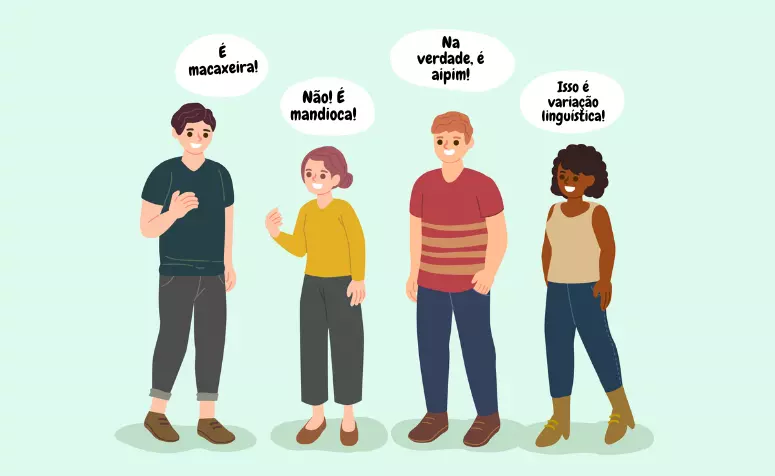 É
macaxeira!
Não! É
mandioca!
Na
verdade, é
aipim!
Isso é
variação
linguística!